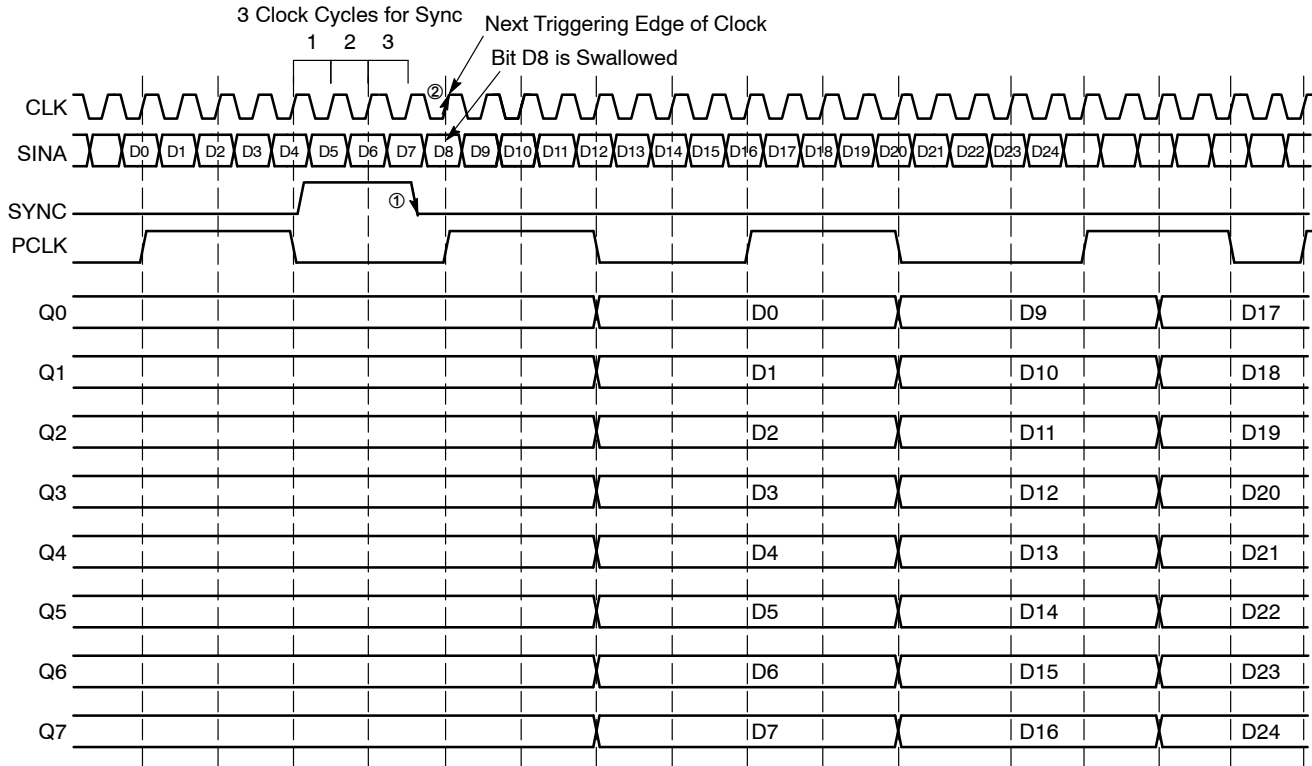 3 Clock Cycles for Sync
Next Triggering Edge of Clock
1 2 3
Bit D8 is Swallowed
②
CLK
SINA D0 D1 D2 D3 D4 D5 D6 D7 D8 D9 D10 D11 D12 D13 D14 D15 D16 D17 D18 D19 D20 D21 D22 D23 D24
①
SYNC
PCLK
Q0 D0 D9 D17
Q1 D1 D10 D18
Q2 D2 D11 D19
Q3 D3 D12 D20
Q4 D4 D13 D21
Q5 D5 D14 D22
Q6 D6 D15 D23
Q7 D7 D16 D24